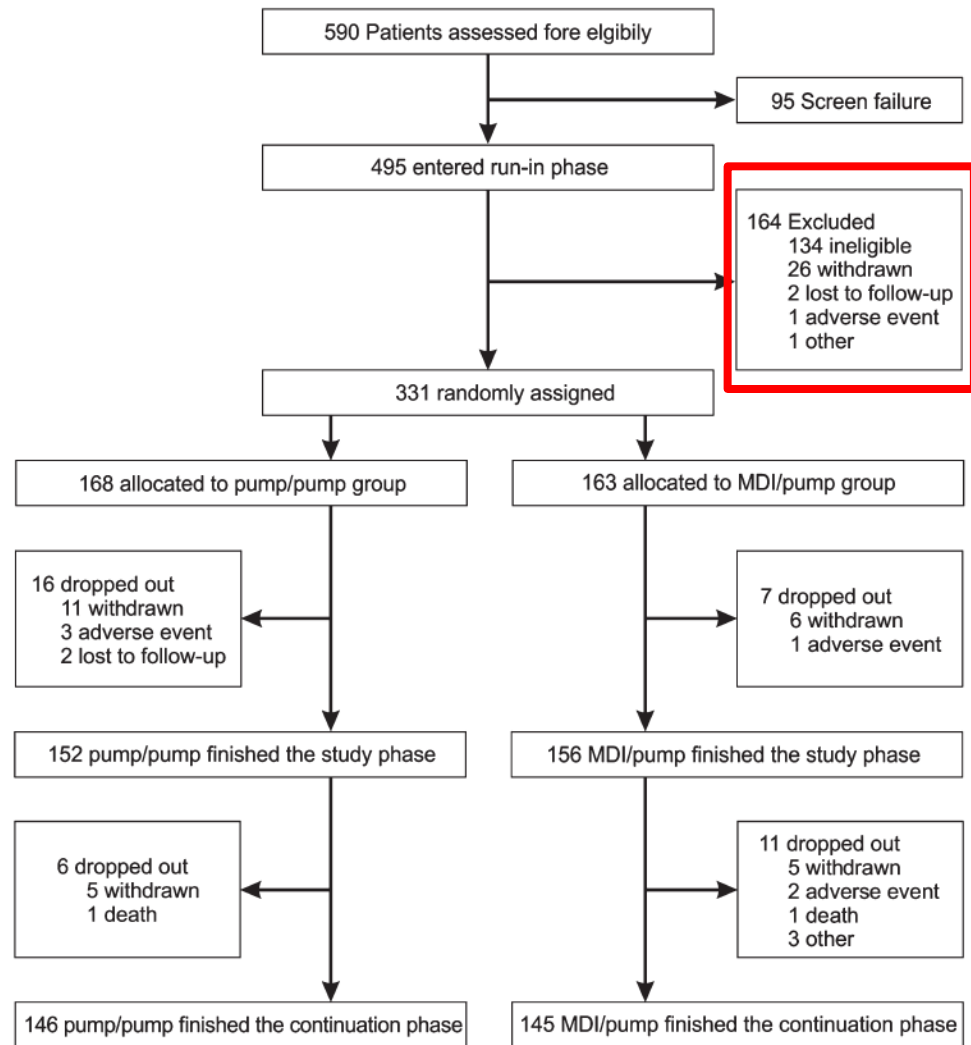 590 Patients assessed fore elgibily
95 Screen failure
495 entered run-in phase
164 Excluded
134 ineligible
26 withdrawn
2 lost to follow-up
1 adverse event
1 other
331 randomly assigned
168 allocated to pump/pump group
163 allocated to MDI/pump group
16 dropped out
11 withdrawn
3 adverse event
2 lost to follow-up
7 dropped out
6 withdrawn
1 adverse event
152 pump/pump finished the study phase
156 MDI/pump finished the study phase
6 dropped out
5 withdrawn
1 death
11 dropped out
5 withdrawn
2 adverse event
1 death
3 other
146 pump/pump finished the continuation phase
145 MDI/pump finished the continuation phase